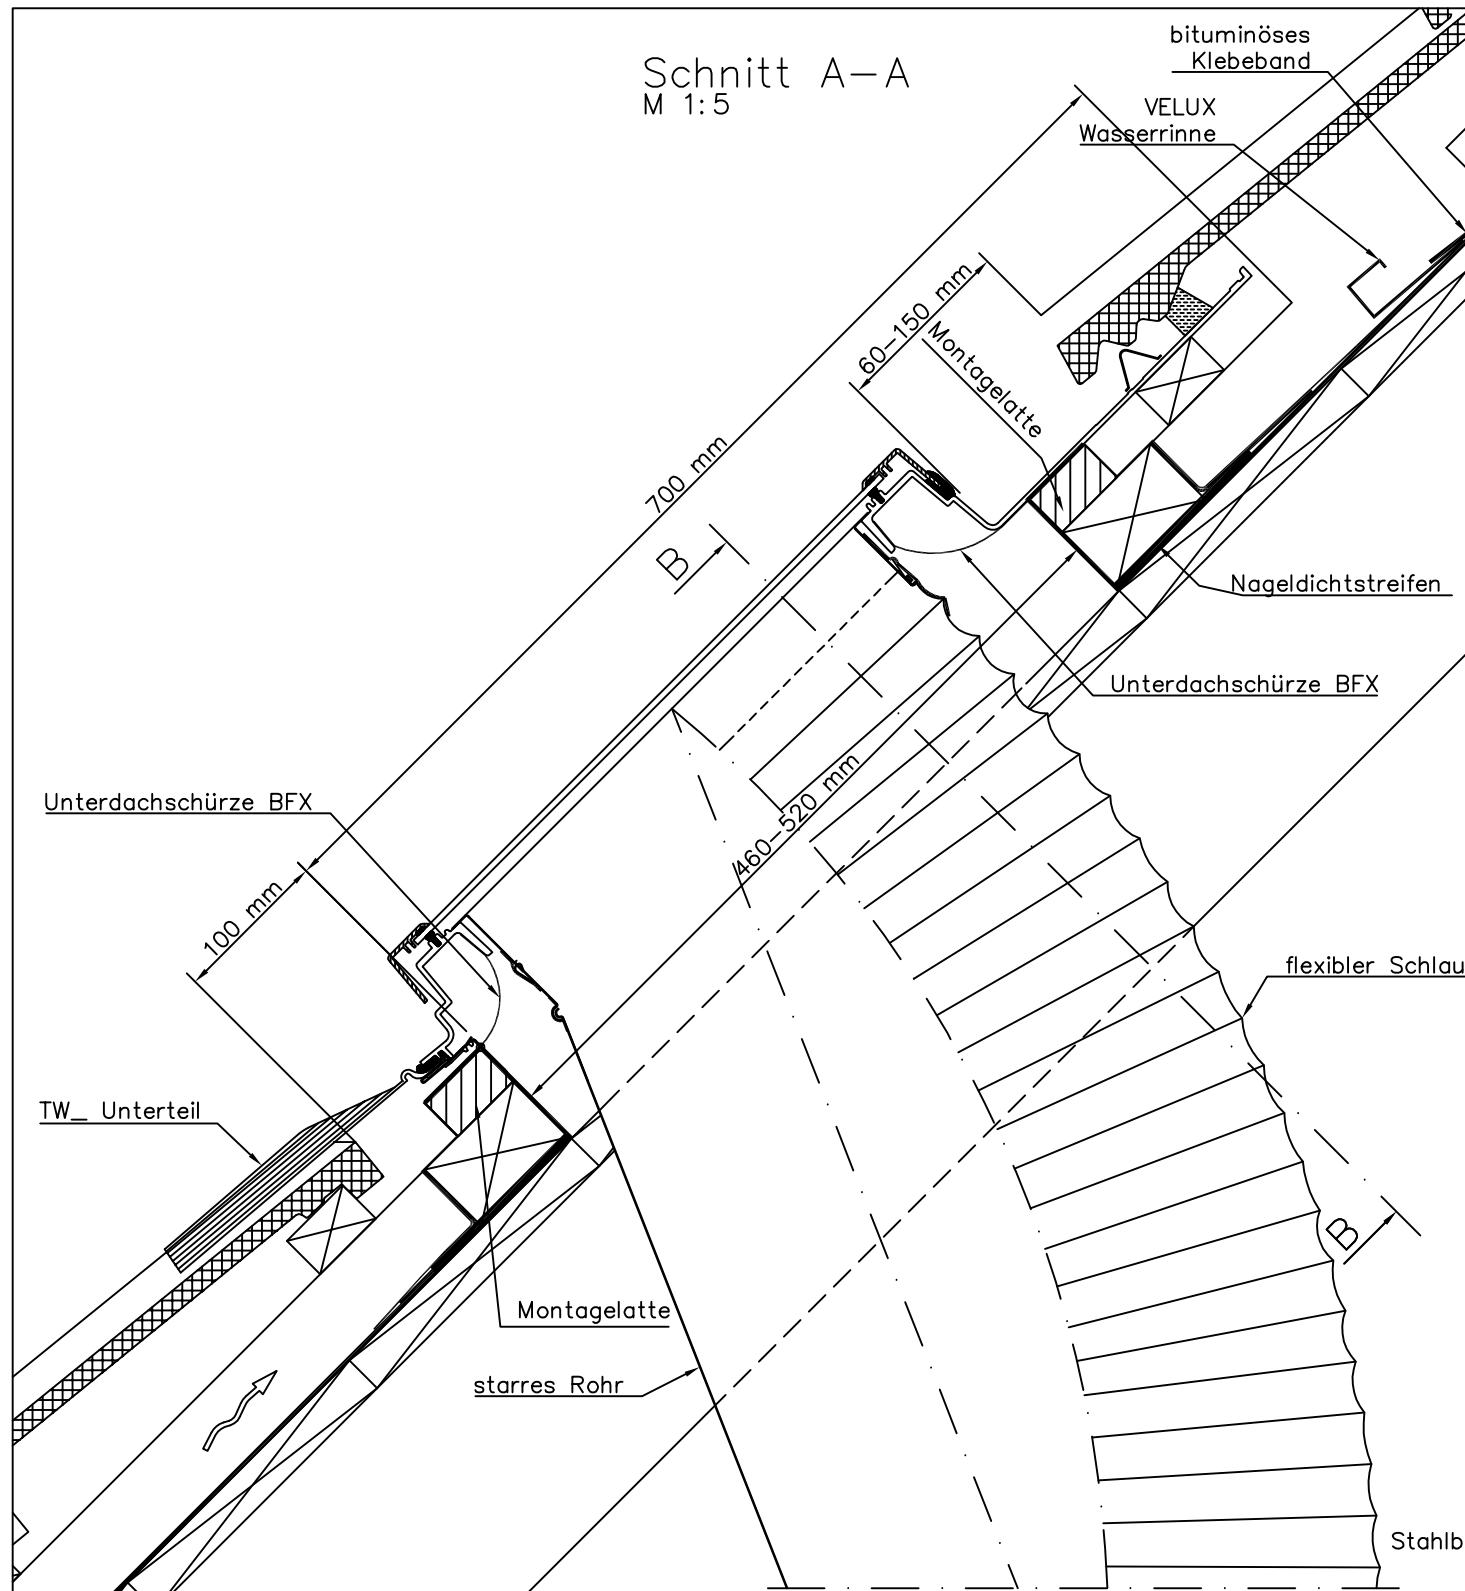 Schnitt A–A
M 1:5
bituminöses
Klebeband
VELUX
Wasserrinne
60–150 mm
Montagelatte
700 mm
B
Nageldichtstreifen
Unterdachschürze BFX
460–520 mm
Unterdachschürze BFX
100 mm
flexibler Schlau
TW_ Unterteil
B
Montagelatte
starres Rohr
Stahlb